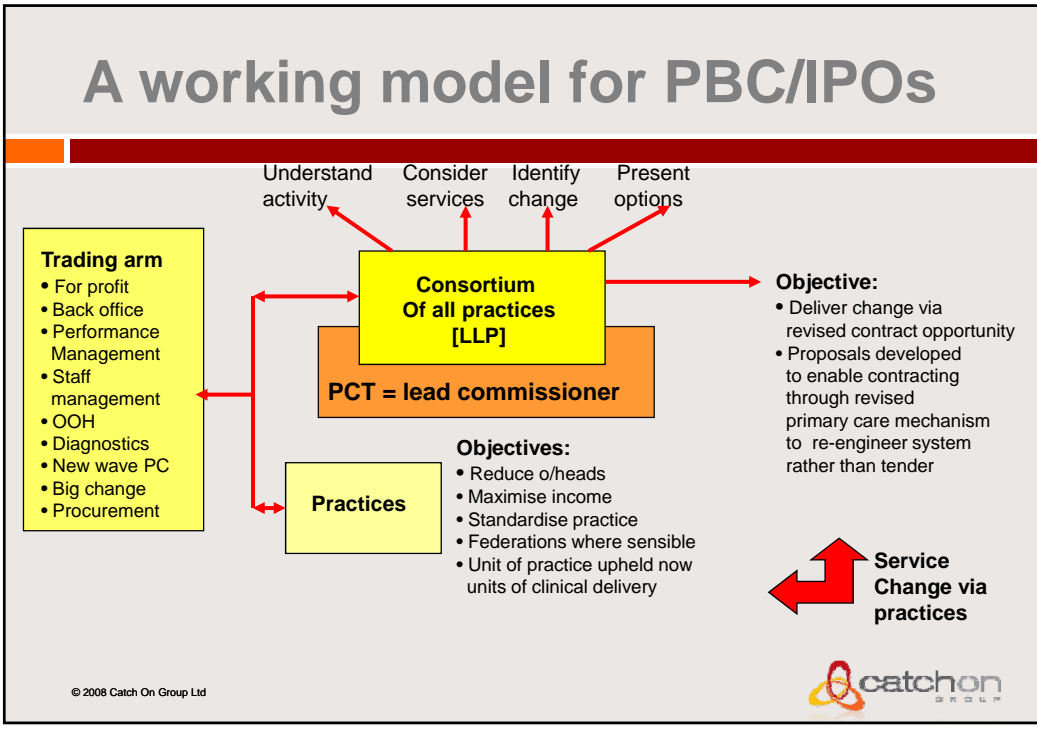 A working model for PBC/IPOs
Understand
activity
Consider
services
Identify
change
Present
options
Trading arm
• For profit
• Back office
• Performance
Management
• Staff
management
• OOH
• Diagnostics
• New wave PC
• Big change
• Procurement
Consortium
Of all practices
[LLP]
PCT = lead commissioner
Practices
Objectives:
• Reduce o/heads
• Maximise income
• Standardise practice
• Federations where sensible
• Unit of practice upheld now
units of clinical delivery
Objective:
• Deliver change via
revised contract opportunity
• Proposals developed
to enable contracting
through revised
primary care mechanism
to re-engineer system
rather than tender
Service
Change via
practices
© 2008 Catch On Group Ltd
catchon
GROUP